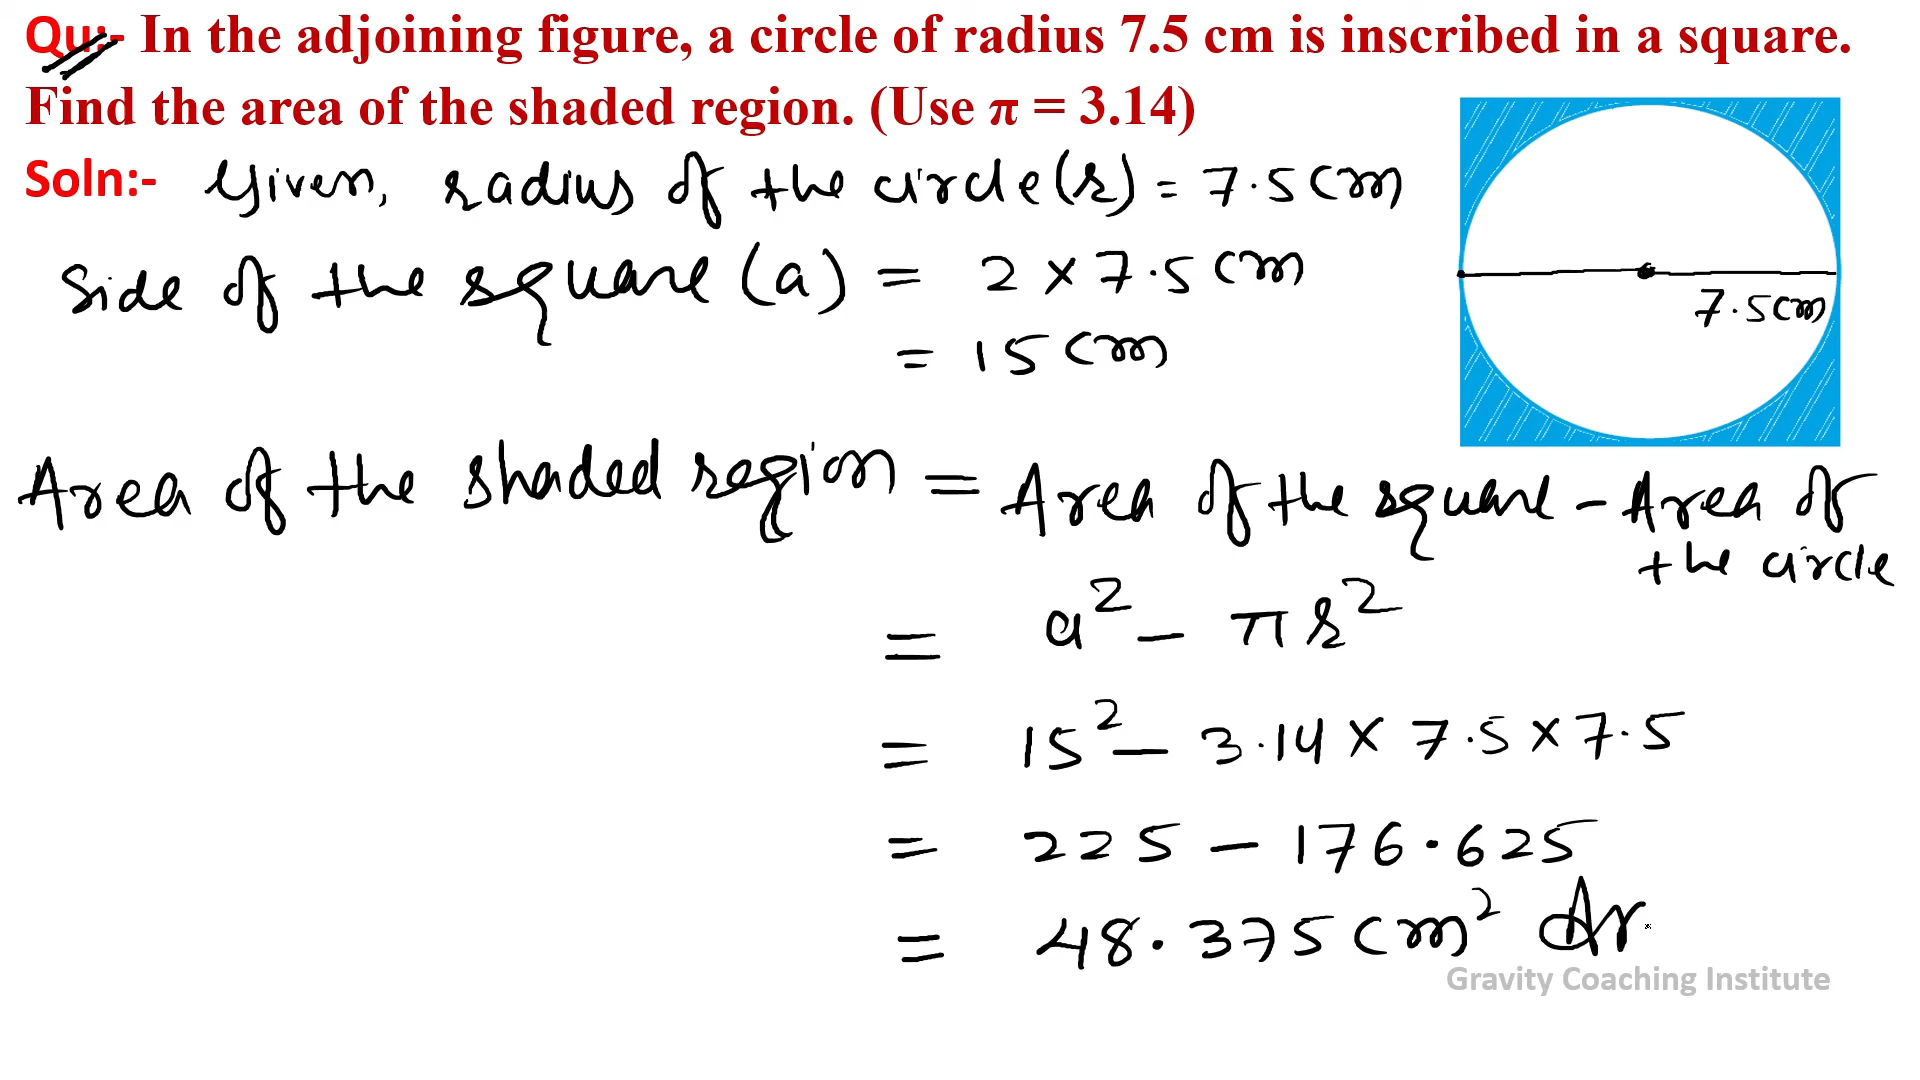 Qu:- In the adjoining figure, a circle of radius 7.5 cm is inscribed in a square.
Find the area of the shaded region. (Use π = 3.14)
Soln:- Given, radius of the circle (r) = 7.5 cm
Side of the square (a) = 2 × 7.5 cm
= 15 cm
7.5 cm
Area of the shaded region = Area of the square - Area of
the circle
= a² - πr²
= 15² - 3.14 × 7.5 × 7.5
= 225 - 176.625
= 48.375 cm²
Gravity Coaching Institute